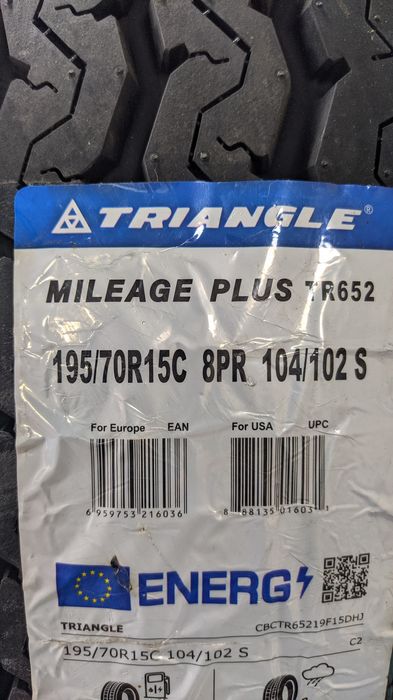 TRIANGLE®
MILEAGE PLUS TR652
195/70R15C 8PR 104/102 S
For Europe EAN For USA UPC
6 959753 216036 8 88135 01603 1
ENERG
TRIANGLE CBCTR65219F15DHJ
195/70R15C 104/102 S C2